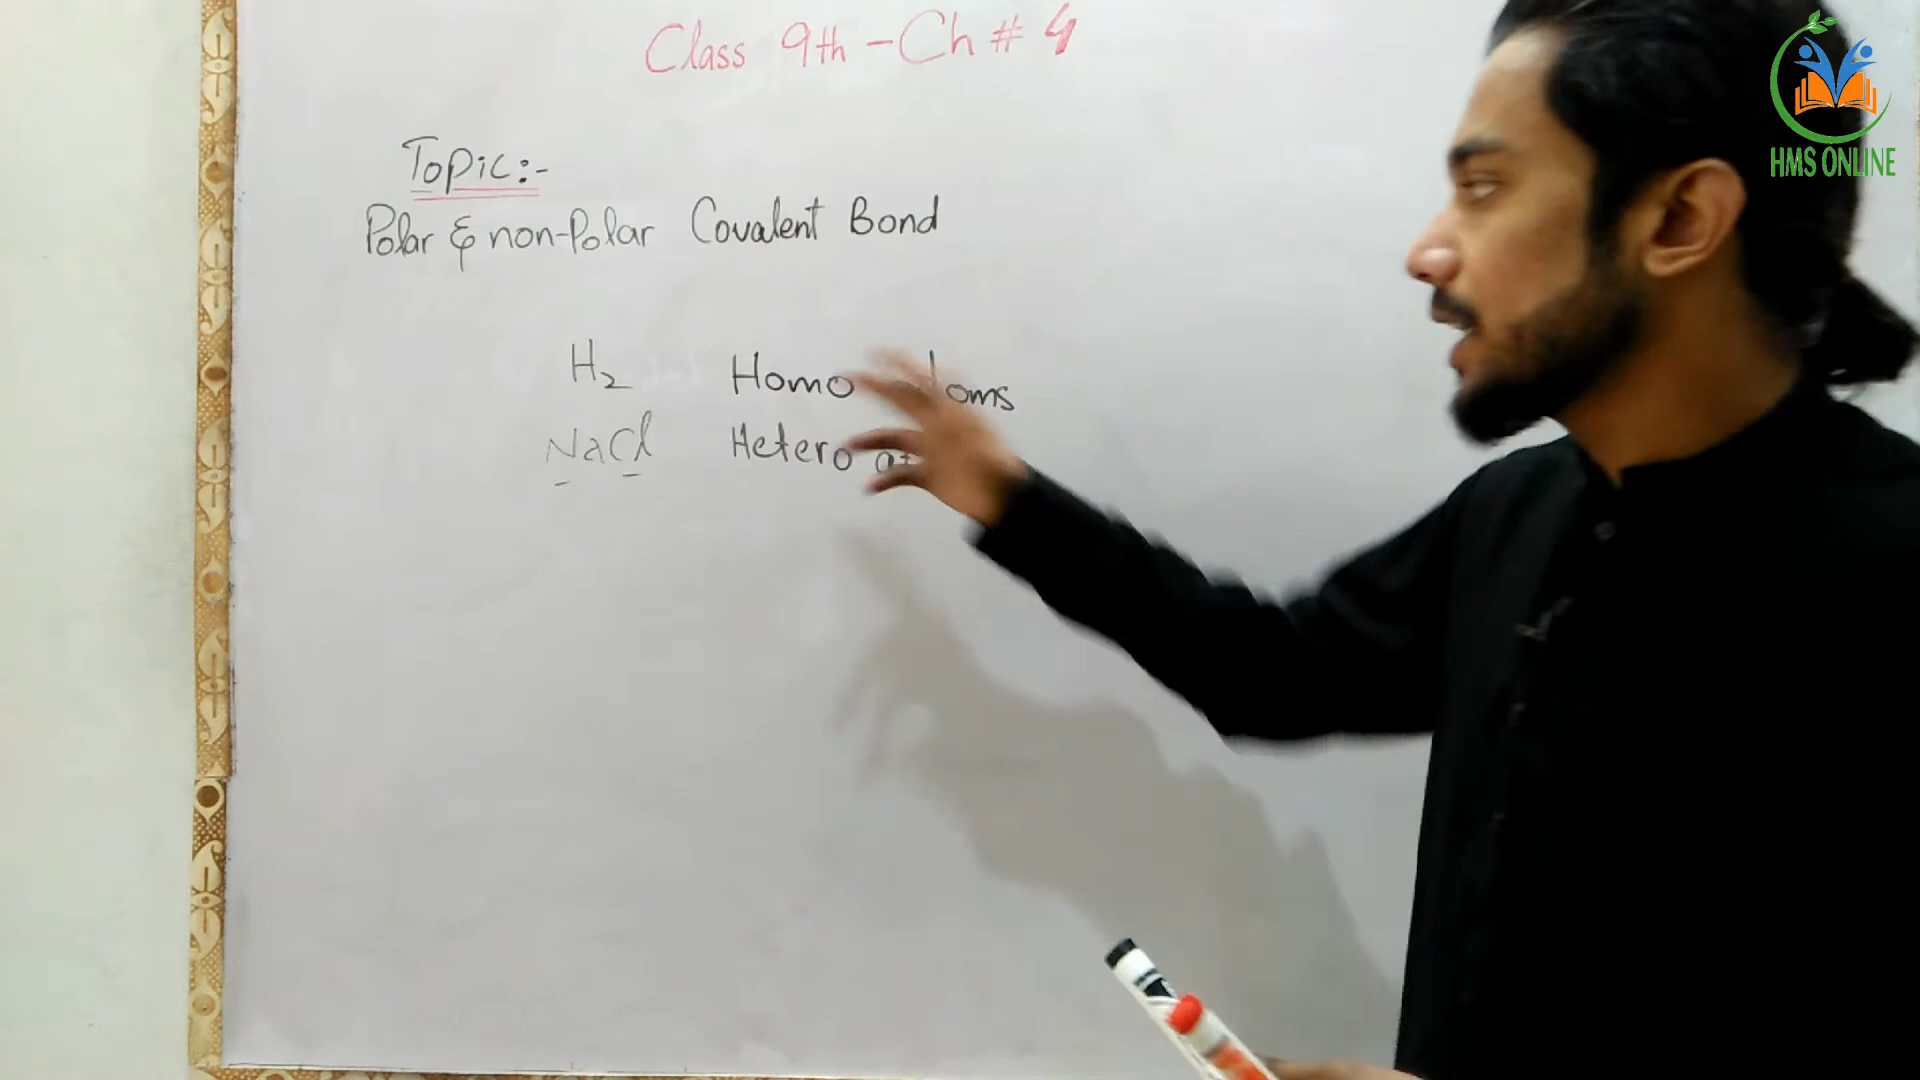 Class 9th - Ch # 4
HMS ONLINE
Topic:-
Polar & non-Polar Covalent Bond
H₂ Homo
NaCl Hetero